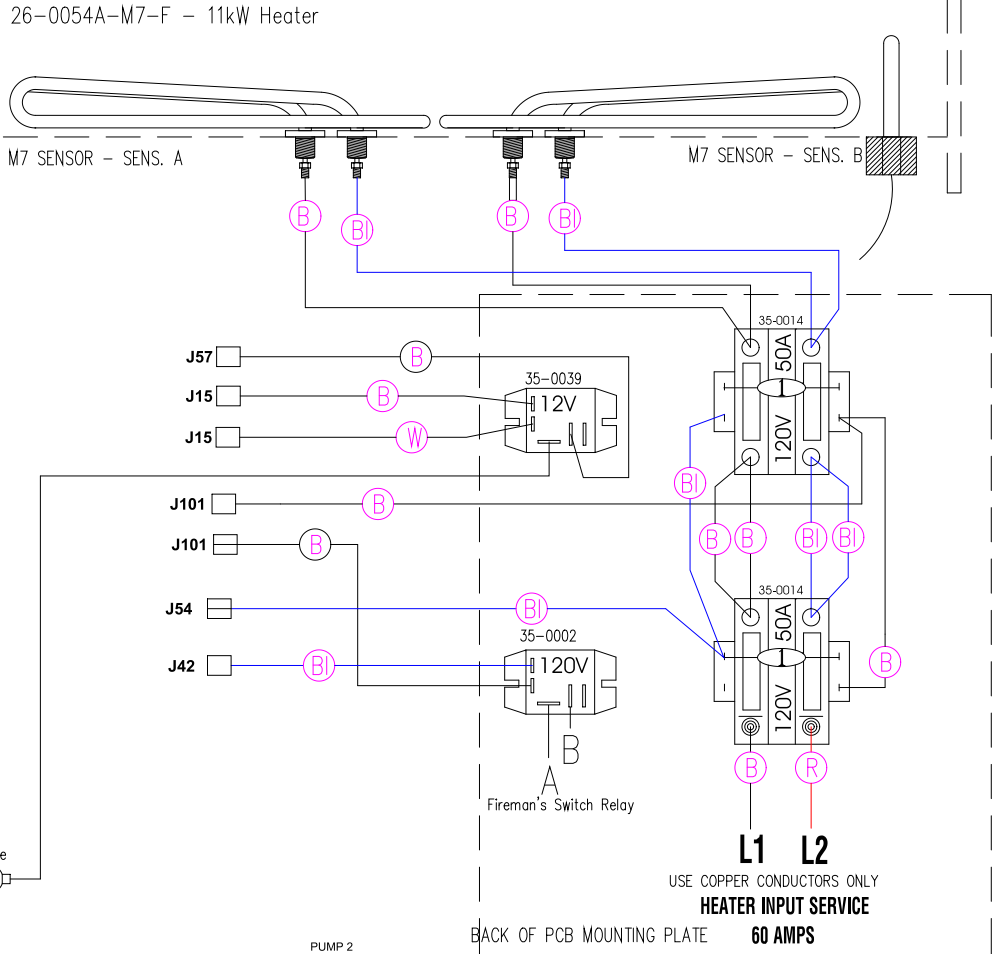 26-0054A-M7-F - 11kW Heater
M7 SENSOR - SENS. A
M7 SENSOR - SENS. B
B
Bl
B
Bl
35-0014
50A
1
120V
J57
B
35-0039
12V
J15
B
J15
W
Bl
J101
B
J101
B
B
B
Bl
Bl
35-0014
50A
1
120V
B
J54
Bl
35-0002
120V
J42
Bl
B
A
Fireman's Switch Relay
B
R
L1 L2
USE COPPER CONDUCTORS ONLY
HEATER INPUT SERVICE
60 AMPS
BACK OF PCB MOUNTING PLATE
PUMP 2
e